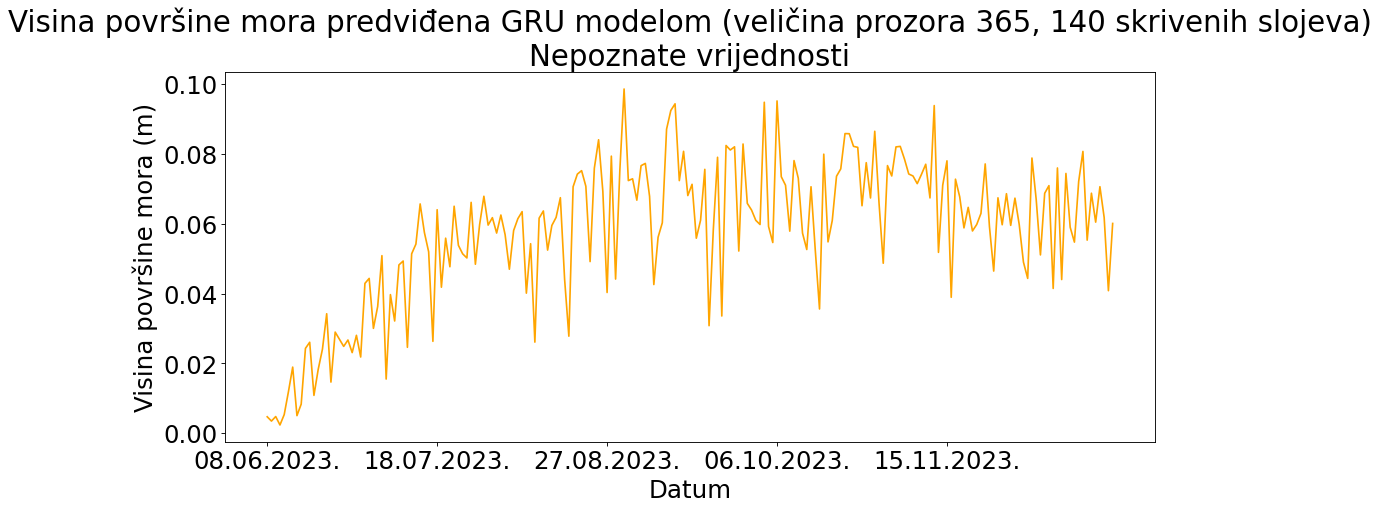 Visina površine mora predviđena GRU modelom (veličina prozora 365, 140 skrivenih slojeva)
Nepoznate vrijednosti
Visina površine mora (m)
0.10
0.08
0.06
0.04
0.02
0.00
08.06.2023. 18.07.2023. 27.08.2023. 06.10.2023. 15.11.2023.
Datum